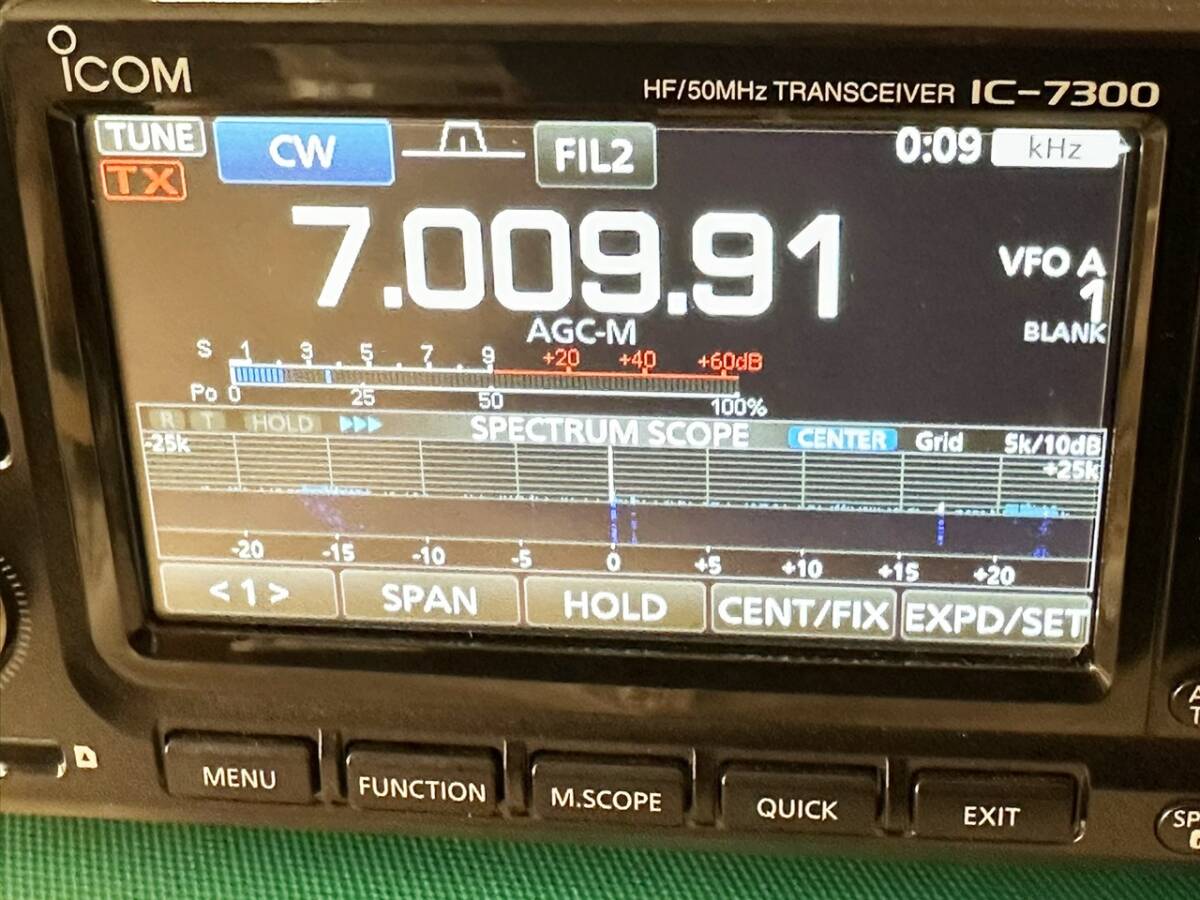 ICOM
HF/50MHz TRANSCEIVER IC-7300
TUNE CW FIL2 0:09 kHz
TX
7.009.91
VFO A
1
BLANK
AGC-M
S 1 3 5 7 9 +20 +40 +60dB
Po 0 25 50 100%
R T HOLD SPECTRUM SCOPE CENTER Grid 5k/10dB
-25k +25k
-20 -15 -10 -5 0 +5 +10 +15 +20
< 1 > SPAN HOLD CENT/FIX EXPD/SET
MENU FUNCTION M.SCOPE QUICK EXIT